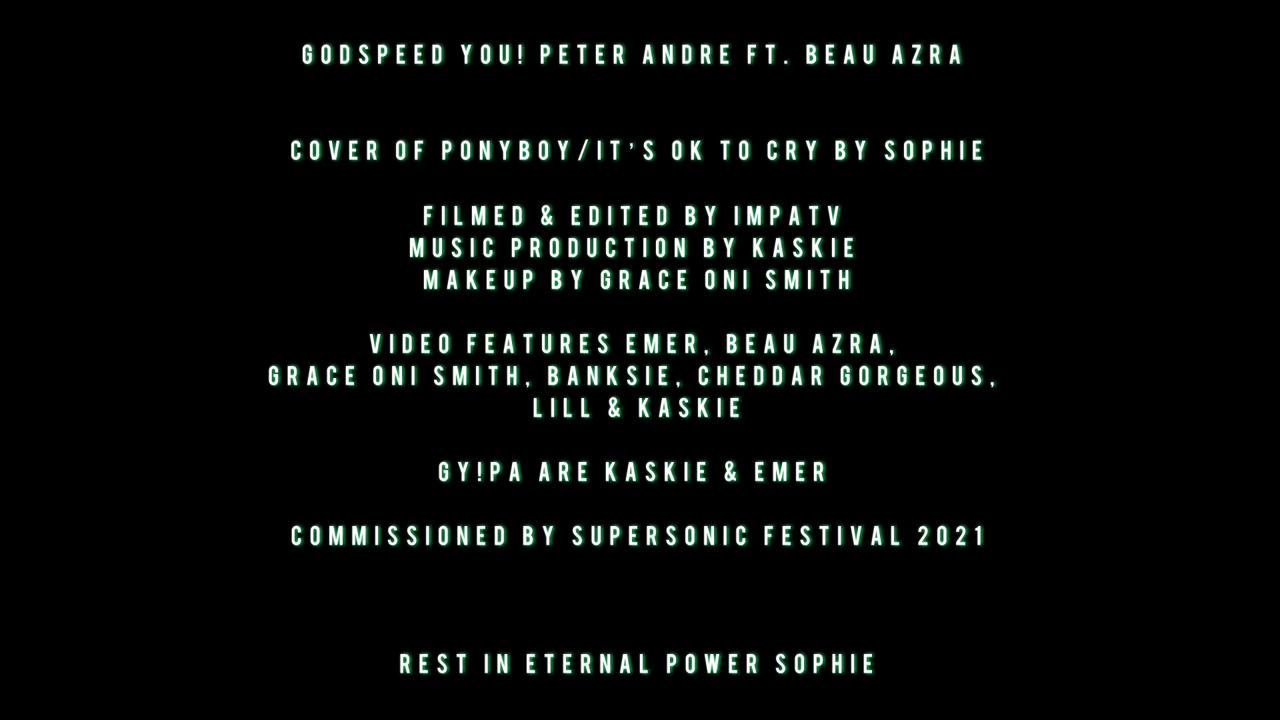 GODSPEED YOU! PETER ANDRE FT. BEAU AZRA
COVER OF PONYBOY/IT'S OK TO CRY BY SOPHIE
FILMED & EDITED BY IMPATV
MUSIC PRODUCTION BY KASKIE
MAKEUP BY GRACE ONI SMITH
VIDEO FEATURES EMER, BEAU AZRA,
GRACE ONI SMITH, BANKSIE, CHEDDAR GORGEOUS,
LILL & KASKIE
GY!PA ARE KASKIE & EMER
COMMISSIONED BY SUPERSONIC FESTIVAL 2021
REST IN ETERNAL POWER SOPHIE